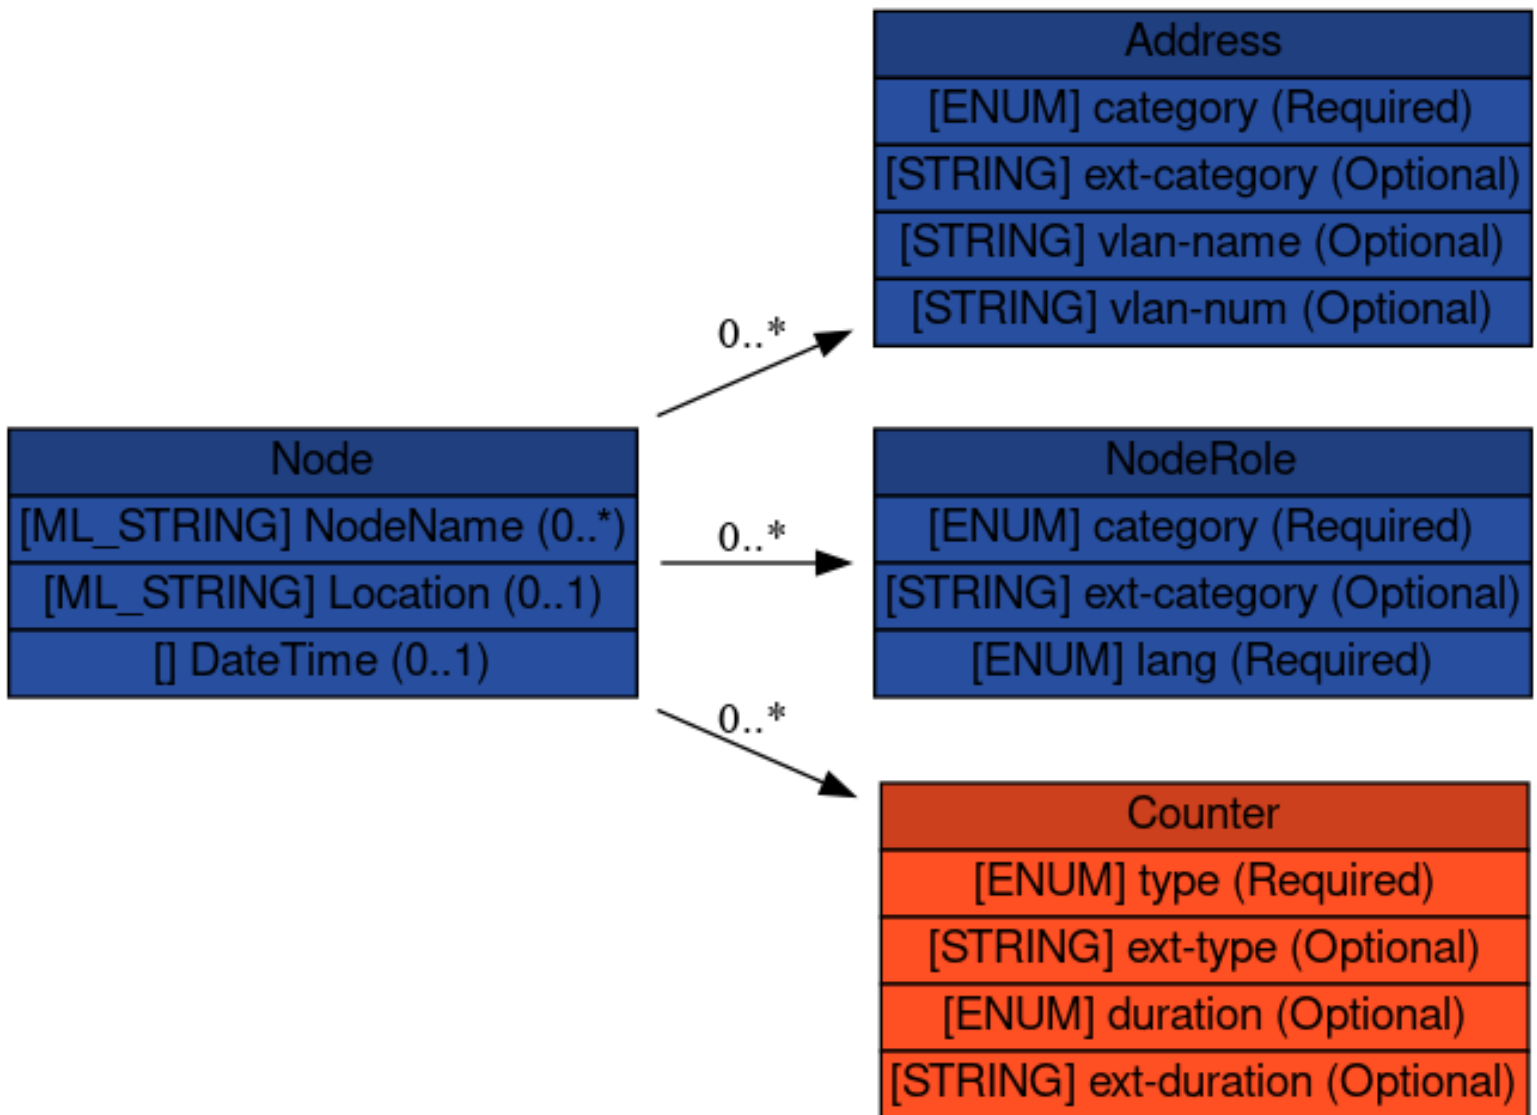 Address
[ENUM] category (Required)
[STRING] ext-category (Optional)
[STRING] vlan-name (Optional)
[STRING] vlan-num (Optional)
0..*
Node
[ML_STRING] NodeName (0..*)
[ML_STRING] Location (0..1)
[] DateTime (0..1)
0..*
NodeRole
[ENUM] category (Required)
[STRING] ext-category (Optional)
[ENUM] lang (Required)
0..*
Counter
[ENUM] type (Required)
[STRING] ext-type (Optional)
[ENUM] duration (Optional)
[STRING] ext-duration (Optional)